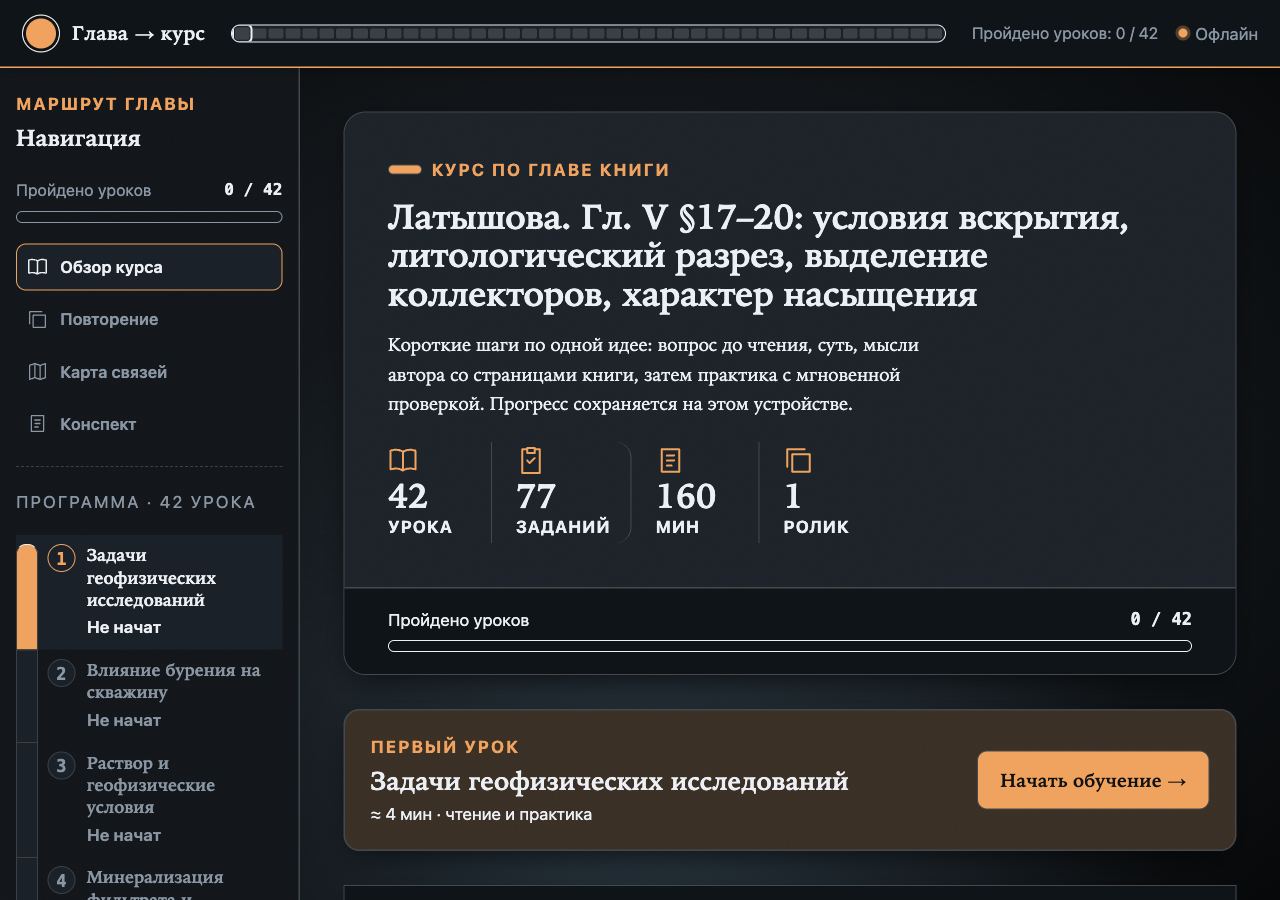 Глава → курс
Пройдено уроков: 0 / 42
Офлайн
МАРШРУТ ГЛАВЫ
Навигация
Пройдено уроков 0 / 42
Обзор курса
Повторение
Карта связей
Конспект
ПРОГРАММА · 42 УРОКА
1
Задачи
геофизических
исследований
Не начат
2
Влияние бурения на
скважину
Не начат
3
Раствор и
геофизические
условия
Не начат
4
Минерализация
КУРС ПО ГЛАВЕ КНИГИ
Латышова. Гл. V §17–20: условия вскрытия,
литологический разрез, выделение
коллекторов, характер насыщения
Короткие шаги по одной идее: вопрос до чтения, суть, мысли
автора со страницами книги, затем практика с мгновенной
проверкой. Прогресс сохраняется на этом устройстве.
42
УРОКА
77
ЗАДАНИЙ
160
МИН
1
РОЛИК
Пройдено уроков 0 / 42
ПЕРВЫЙ УРОК
Задачи геофизических исследований
≈ 4 мин · чтение и практика
Начать обучение →